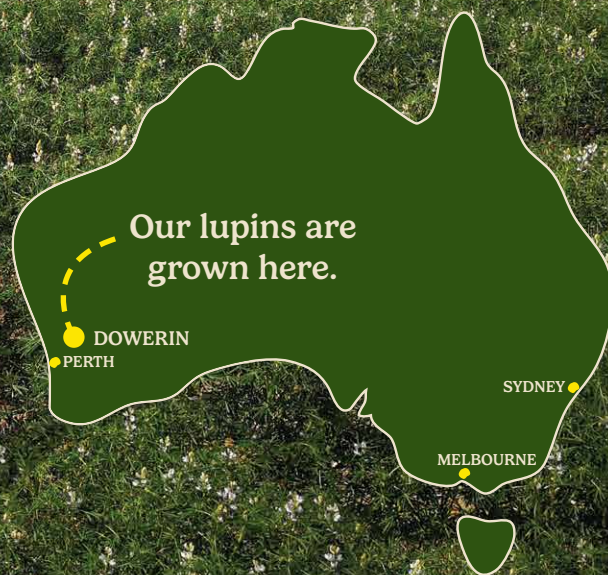 Our lupins are
grown here.
DOWERIN
PERTH
SYDNEY
MELBOURNE